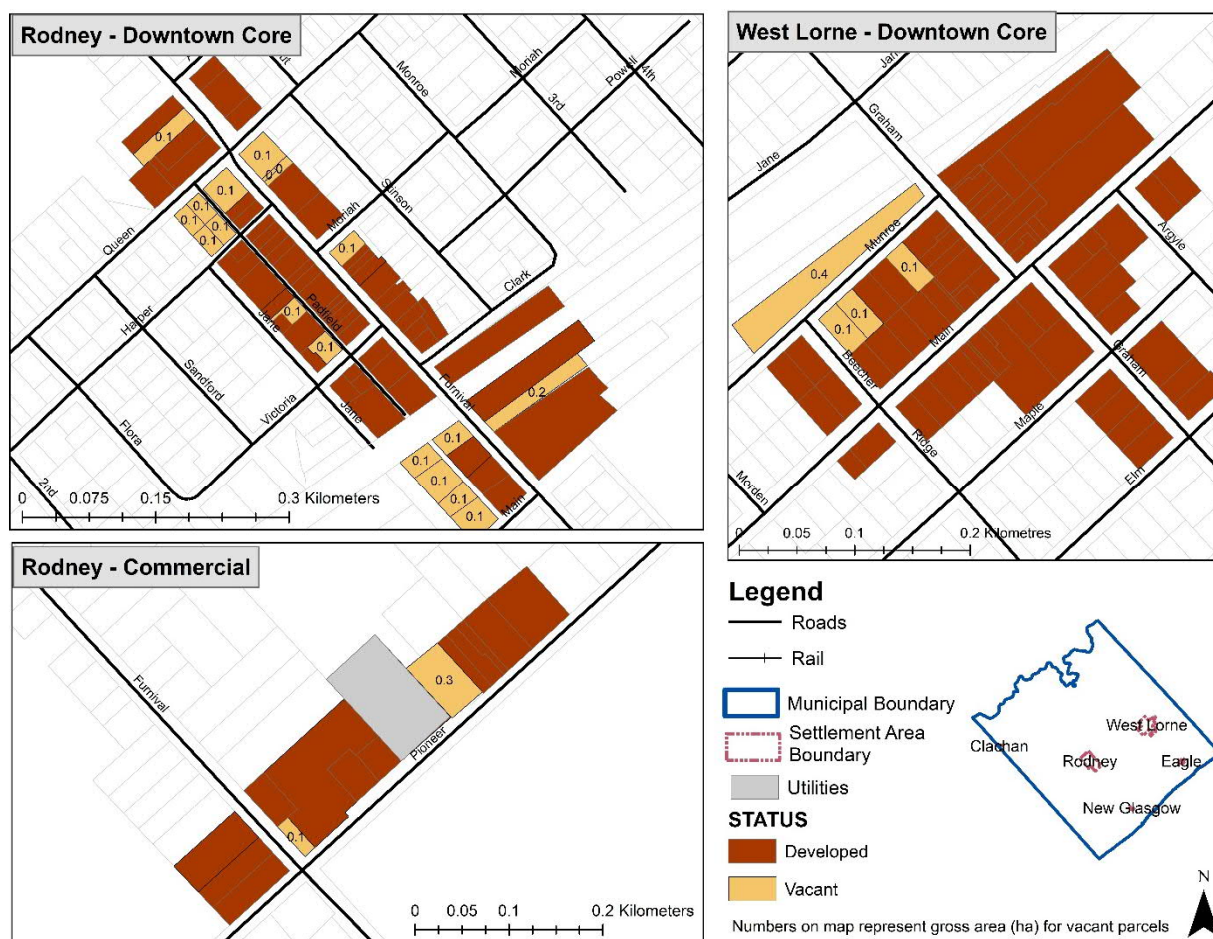 Rodney - Downtown Core
ut
Monroe
Moriah
4th
Powell
3rd
0.1
0.1
0 0
0.1
0.1
0.1
0.1
0.1
Moriah
Stinson
Queen
0.1
Clark
Harper
0.1
Padfield
Jane
0.1
Sandford
Furnival
0.2
Flora
Victoria
Jane
0.1
0.1
0.1
0.1
0.1
Main
2nd
0 0.075 0.15 0.3 Kilometers
West Lorne - Downtown Core
Jane
Graham
Jane
Munroe
Argyle
0.4
0.1
0.1
0.1
Beecher
Main
Graham
Maple
Ridge
Elm
Morden
0 0.05 0.1 0.2 Kilometres
Rodney - Commercial
Furnival
0.3
Pioneer
0.1
0 0.05 0.1 0.2 Kilometers
Legend
Roads
Rail
Municipal Boundary
Settlement Area
Boundary
Utilities
STATUS
Developed
Vacant
West Lorne
Clachan
Rodney
Eagle
New Glasgow
N
Numbers on map represent gross area (ha) for vacant parcels